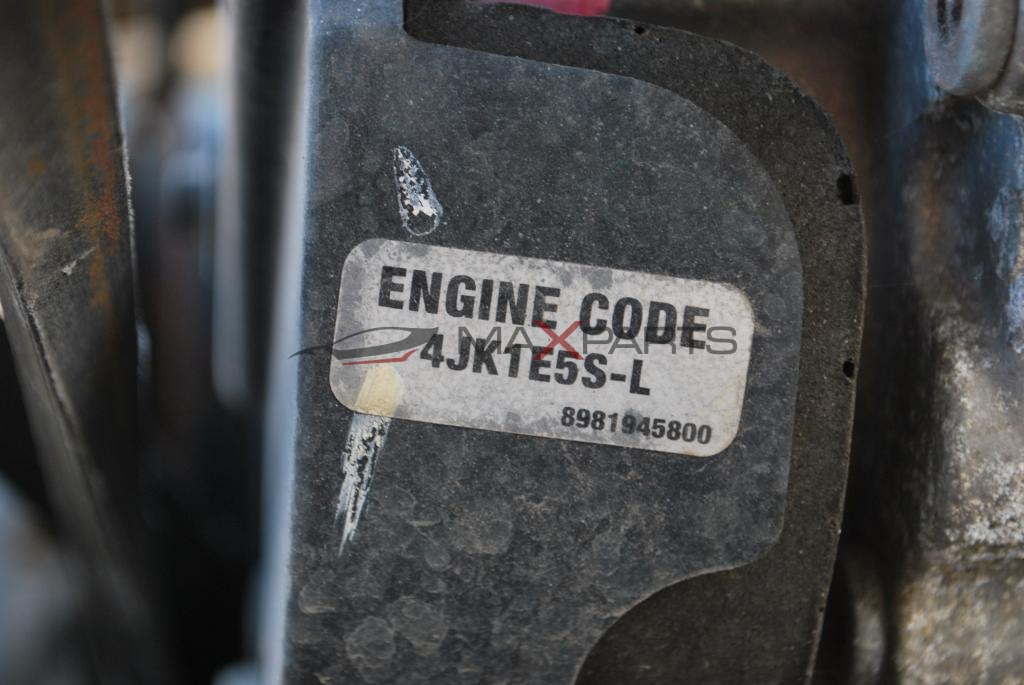 ENGINE CODE
MAXPARTS
4JK1E5S-L
8981945800